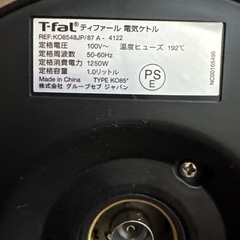 T-fal ティファール 電気ケトル
REF:KO8548JP/87 A - 4122
定格電圧 100V～ 温度ヒューズ 192℃
定格周波数 50-60Hz
定格消費電力 1250W
容量 1.0リットル
Made in China TYPE KO85*
株式会社 グループセブ ジャパン
PS
E
NC00165495